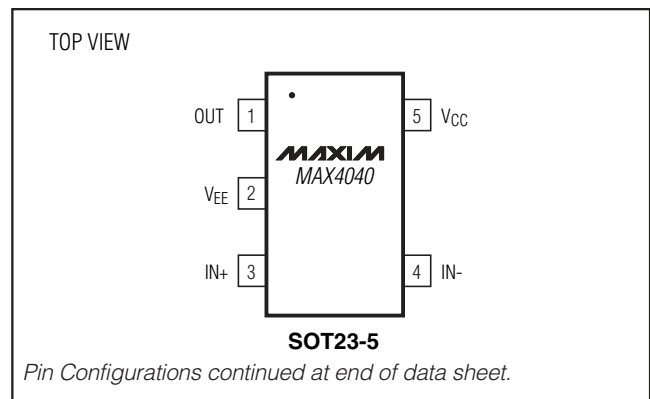 TOP VIEW
OUT 1
5 VCC
MAXIM
MAX4040
VEE 2
IN+ 3
4 IN-
SOT23-5
Pin Configurations continued at end of data sheet.